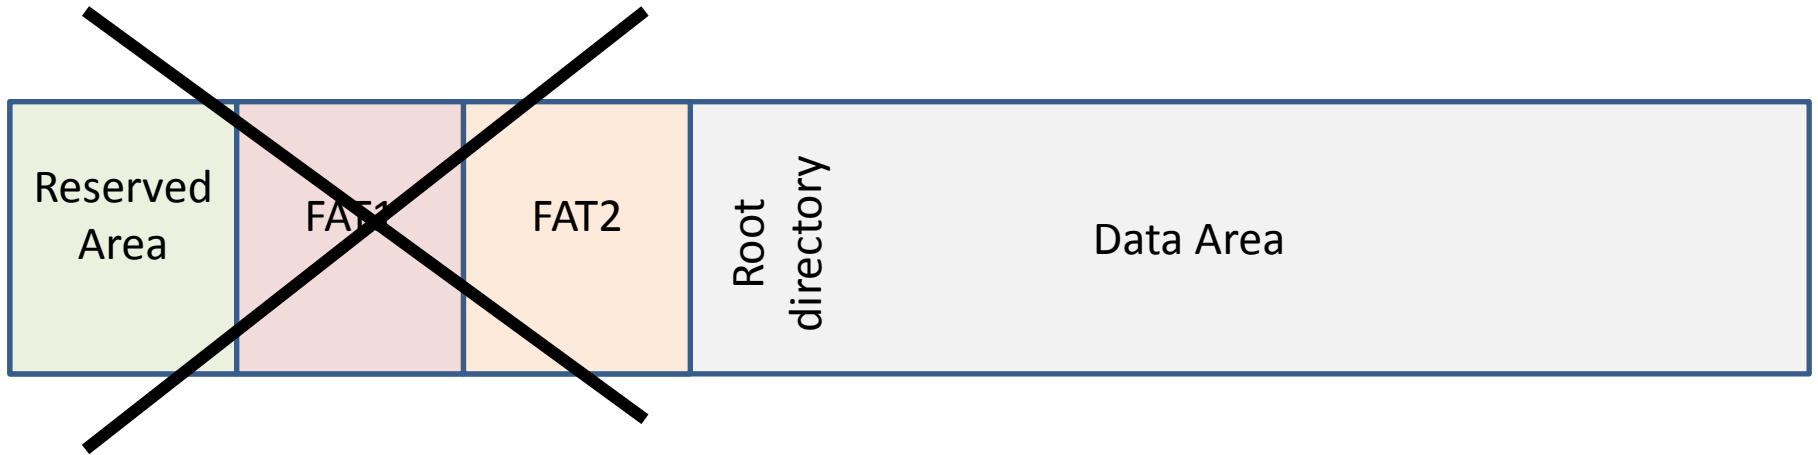 Reserved
Area
FAT1
FAT2
Root
directory
Data Area